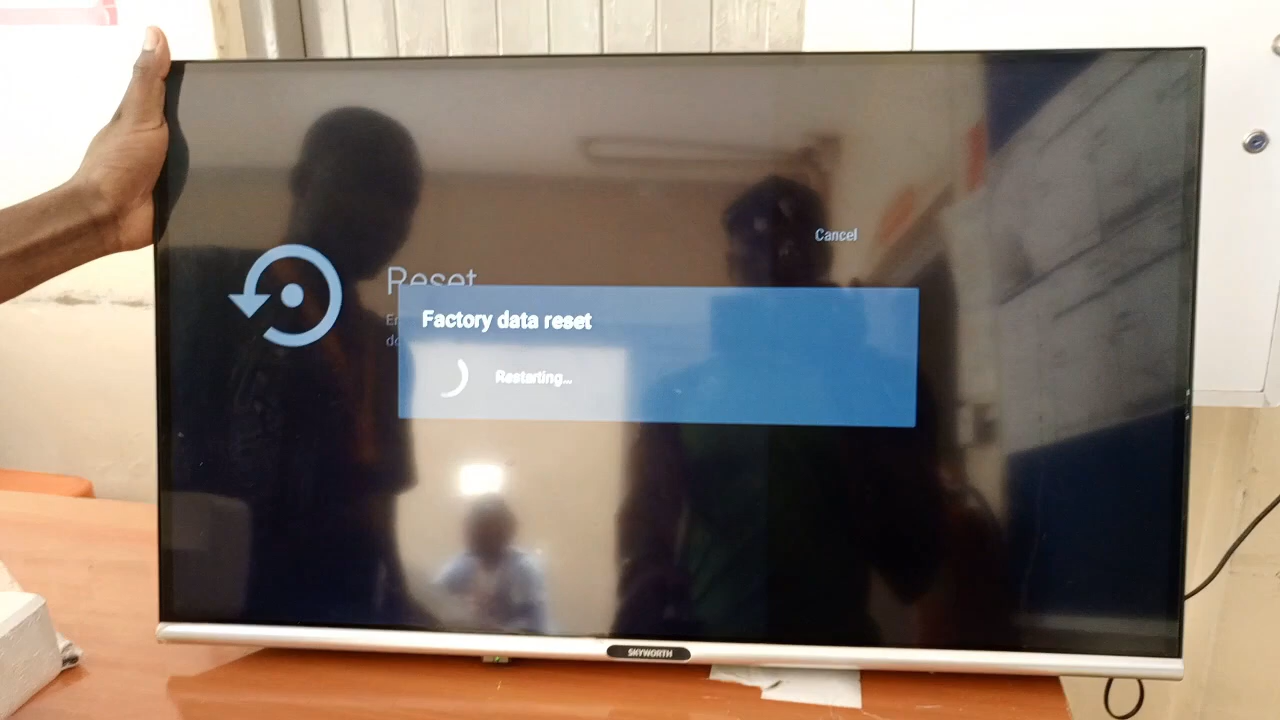 Cancel
Reset
Factory data reset
Restarting...
SKYWORTH